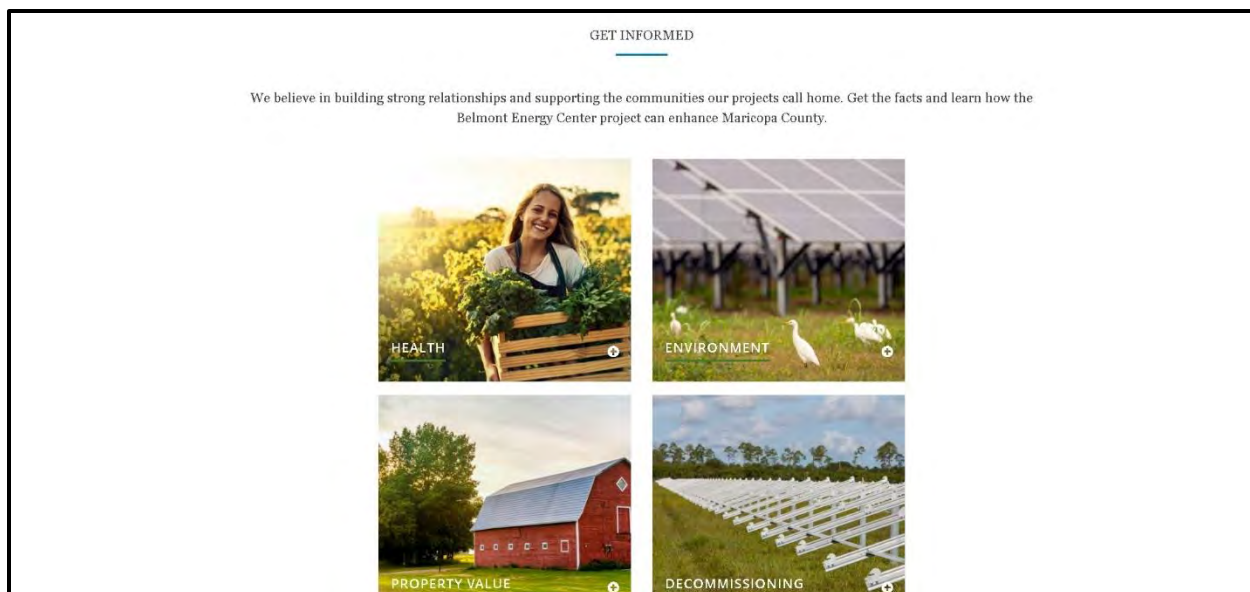 GET INFORMED
We believe in building strong relationships and supporting the communities our projects call home. Get the facts and learn how the
Belmont Energy Center project can enhance Maricopa County.
HEALTH
ENVIRONMENT
PROPERTY VALUE
DECOMMISSIONING